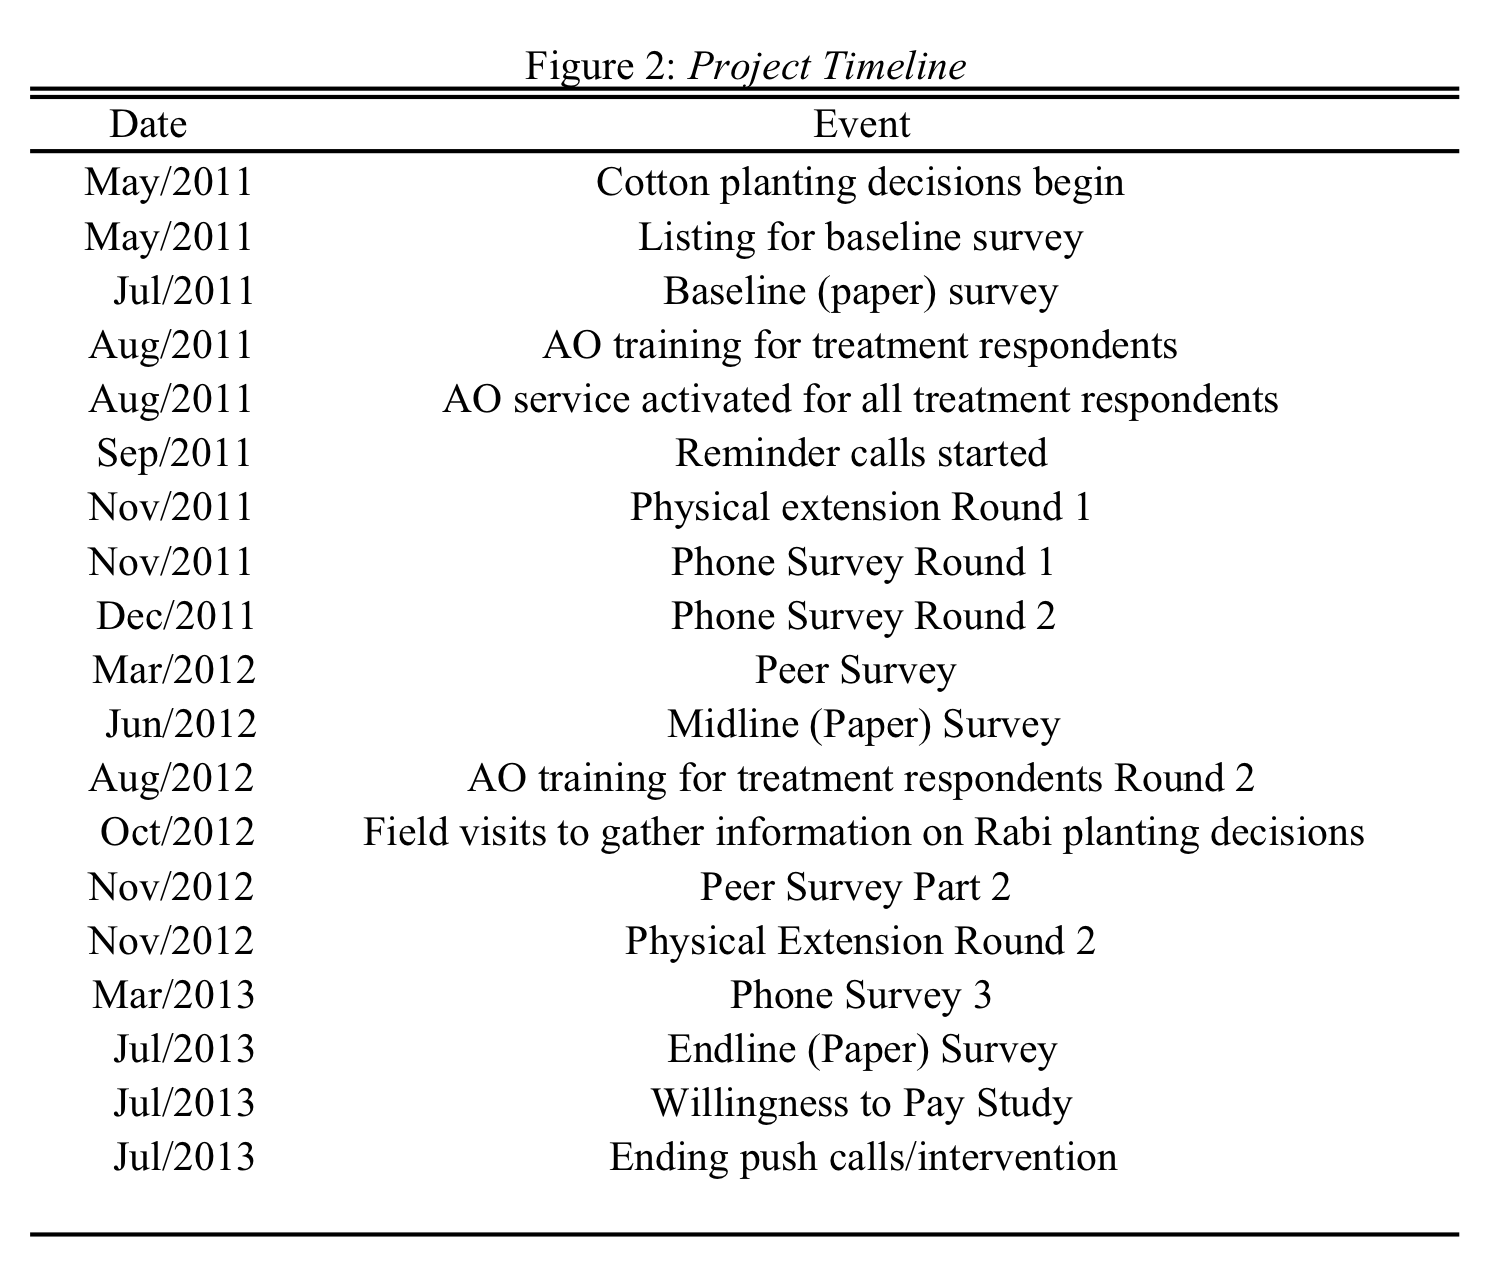 Figure 2: Project Timeline
Date Event
May/2011 Cotton planting decisions begin
May/2011 Listing for baseline survey
Jul/2011 Baseline (paper) survey
Aug/2011 AO training for treatment respondents
Aug/2011 AO service activated for all treatment respondents
Sep/2011 Reminder calls started
Nov/2011 Physical extension Round 1
Nov/2011 Phone Survey Round 1
Dec/2011 Phone Survey Round 2
Mar/2012 Peer Survey
Jun/2012 Midline (Paper) Survey
Aug/2012 AO training for treatment respondents Round 2
Oct/2012 Field visits to gather information on Rabi planting decisions
Nov/2012 Peer Survey Part 2
Nov/2012 Physical Extension Round 2
Mar/2013 Phone Survey 3
Jul/2013 Endline (Paper) Survey
Jul/2013 Willingness to Pay Study
Jul/2013 Ending push calls/intervention